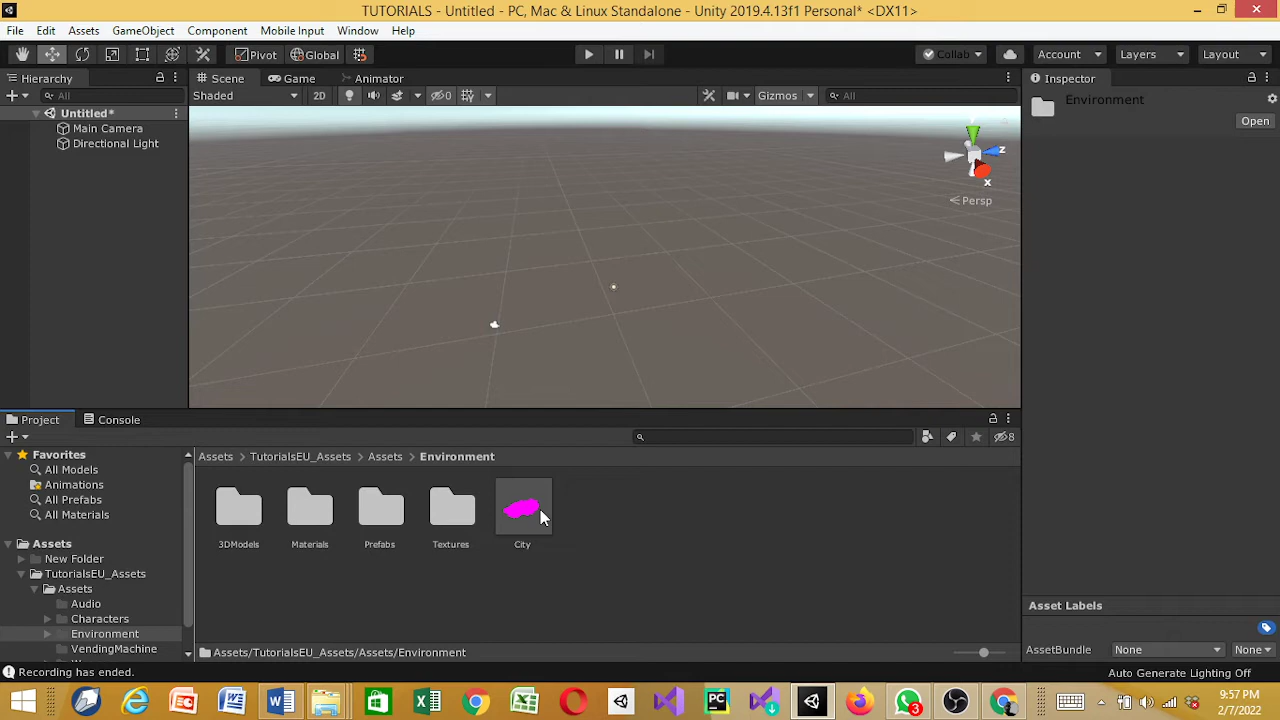 TUTORIALS - Untitled - PC, Mac & Linux Standalone - Unity 2019.4.13f1 Personal* <DX11>
File Edit Assets GameObject Component Mobile Input Window Help
Pivot Global Collab Account Layers Layout
Hierarchy Scene Game Animator Inspector
All Shaded 2D 0 Gizmos All Environment
Untitled* Open
Main Camera
Directional Light
z
x
Persp
Project Console
8
Favorites Assets > TutorialsEU_Assets > Assets > Environment
All Models
Animations
All Prefabs
All Materials
Assets 3DModels Materials Prefabs Textures City
New Folder
TutorialsEU_Assets
Assets
Audio Asset Labels
Characters
Environment
VendingMachine AssetBundle None None
Assets/TutorialsEU_Assets/Assets/Environment
Recording has ended. Auto Generate Lighting Off
9:57 PM
3
2/7/2022